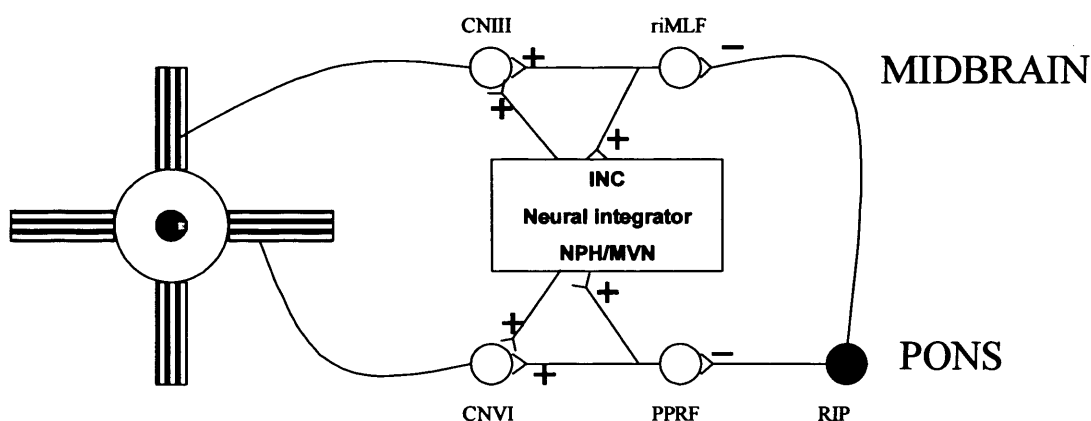 CNIII riMLF
+ + −
MIDBRAIN
+ +
INC
Neural integrator
NPH/MVN
+ +
+ −
PONS
CNVI PPRF RIP